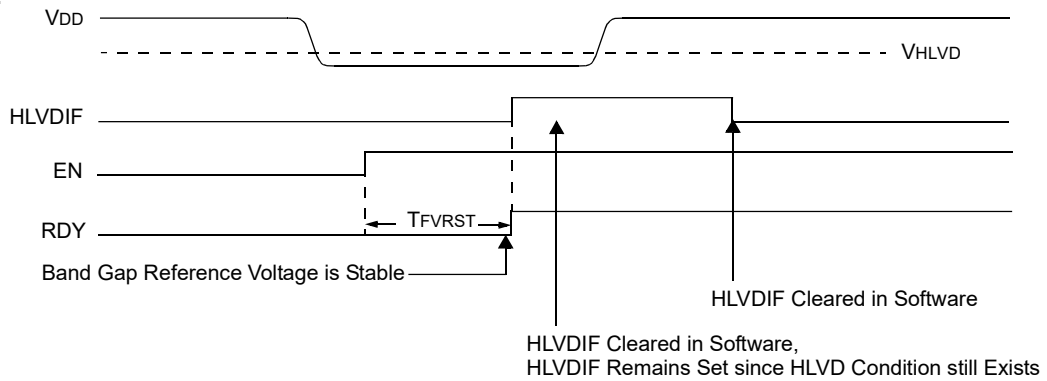 VDD
VHLVD
HLVDIF
EN
TFVRST
RDY
Band Gap Reference Voltage is Stable
HLVDIF Cleared in Software
HLVDIF Cleared in Software,
HLVDIF Remains Set since HLVD Condition still Exists